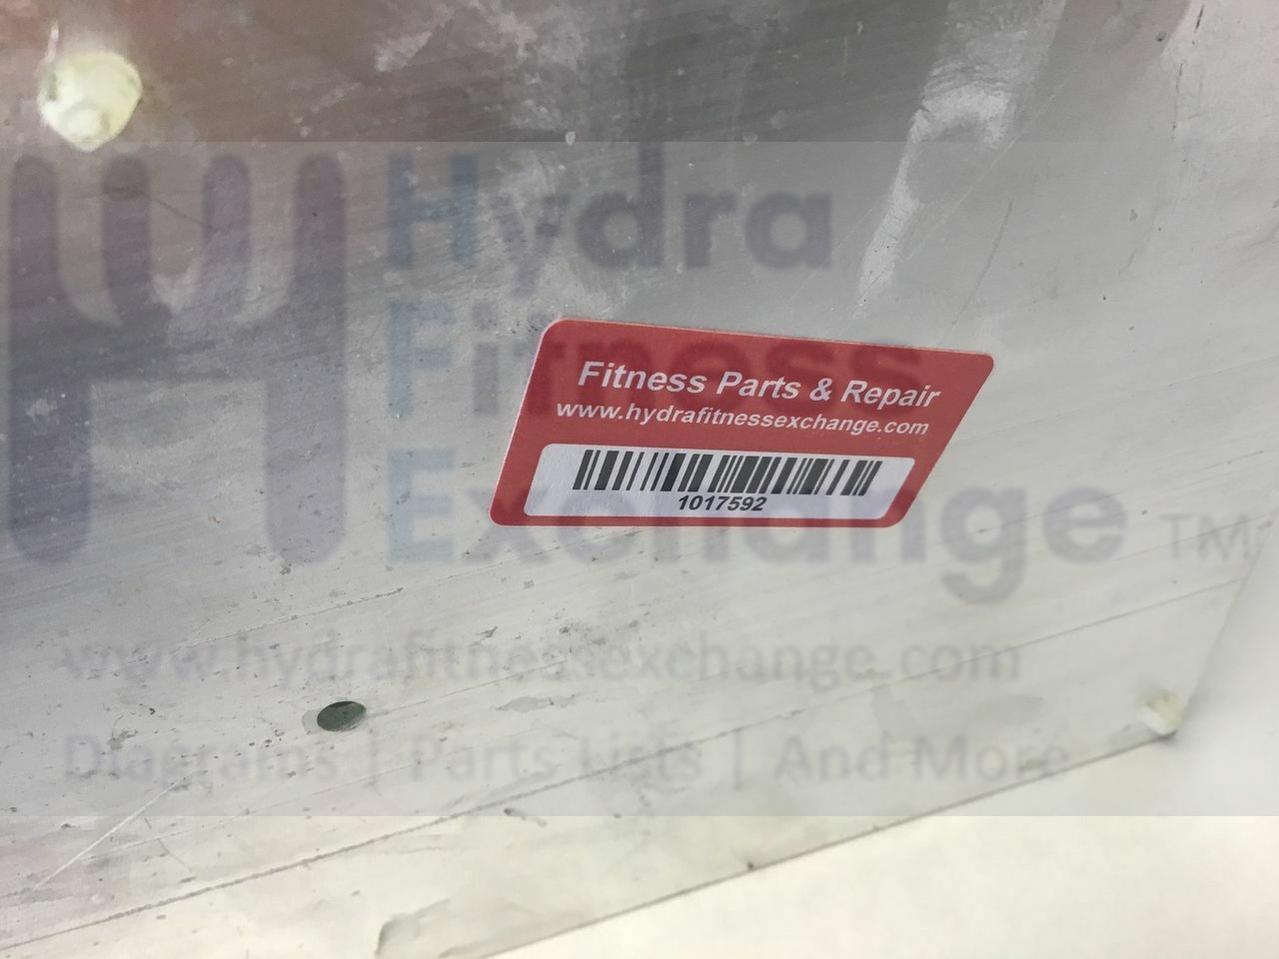 Hydra
Fitness
Exchange TM
Fitness Parts & Repair
www.hydrafitnessexchange.com
1017592
www.hydrafitnessexchange.com
Diagrams | Parts Lists | And More